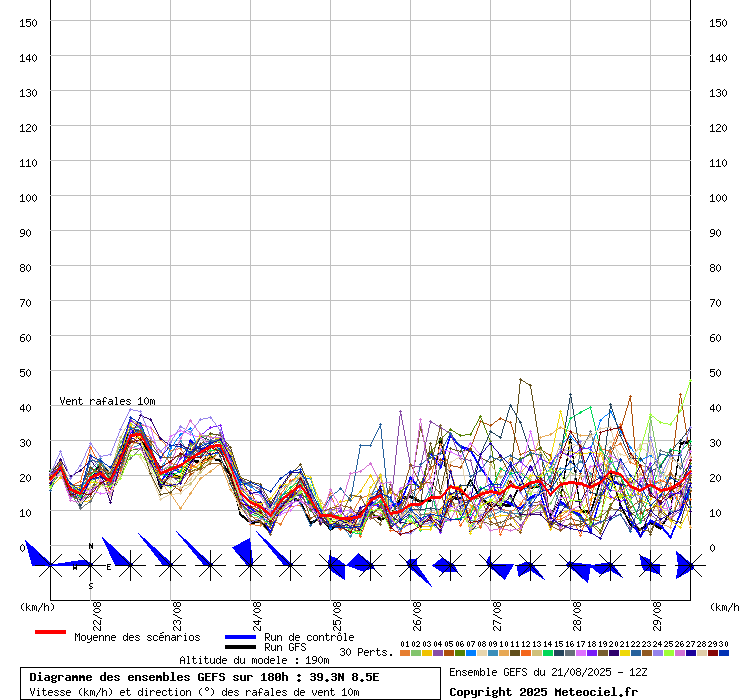 150 150
140 140
130 130
120 120
110 110
100 100
90 90
80 80
70 70
60 60
50 50
40 40
Vent rafales 10m
30 30
20 20
10 10
0 0
N
W E
S
(km/h) 22/08 23/08 24/08 25/08 26/08 27/08 28/08 29/08 (km/h
Moyenne des scénarios
Run de contrôle
Run GFS
30 Perts.
01 02 03 04 05 06 07 08 09 10 11 12 13 14 15 16 17 18 19 20 21 22 23 24 25 26 27 28 29 30
Altitude du modele : 190m
Diagramme des ensembles GEFS sur 180h : 39.3N 8.5E
Vitesse (km/h) et direction (°) des rafales de vent 10m
Ensemble GEFS du 21/08/2025 - 12Z
Copyright 2025 Meteociel.fr